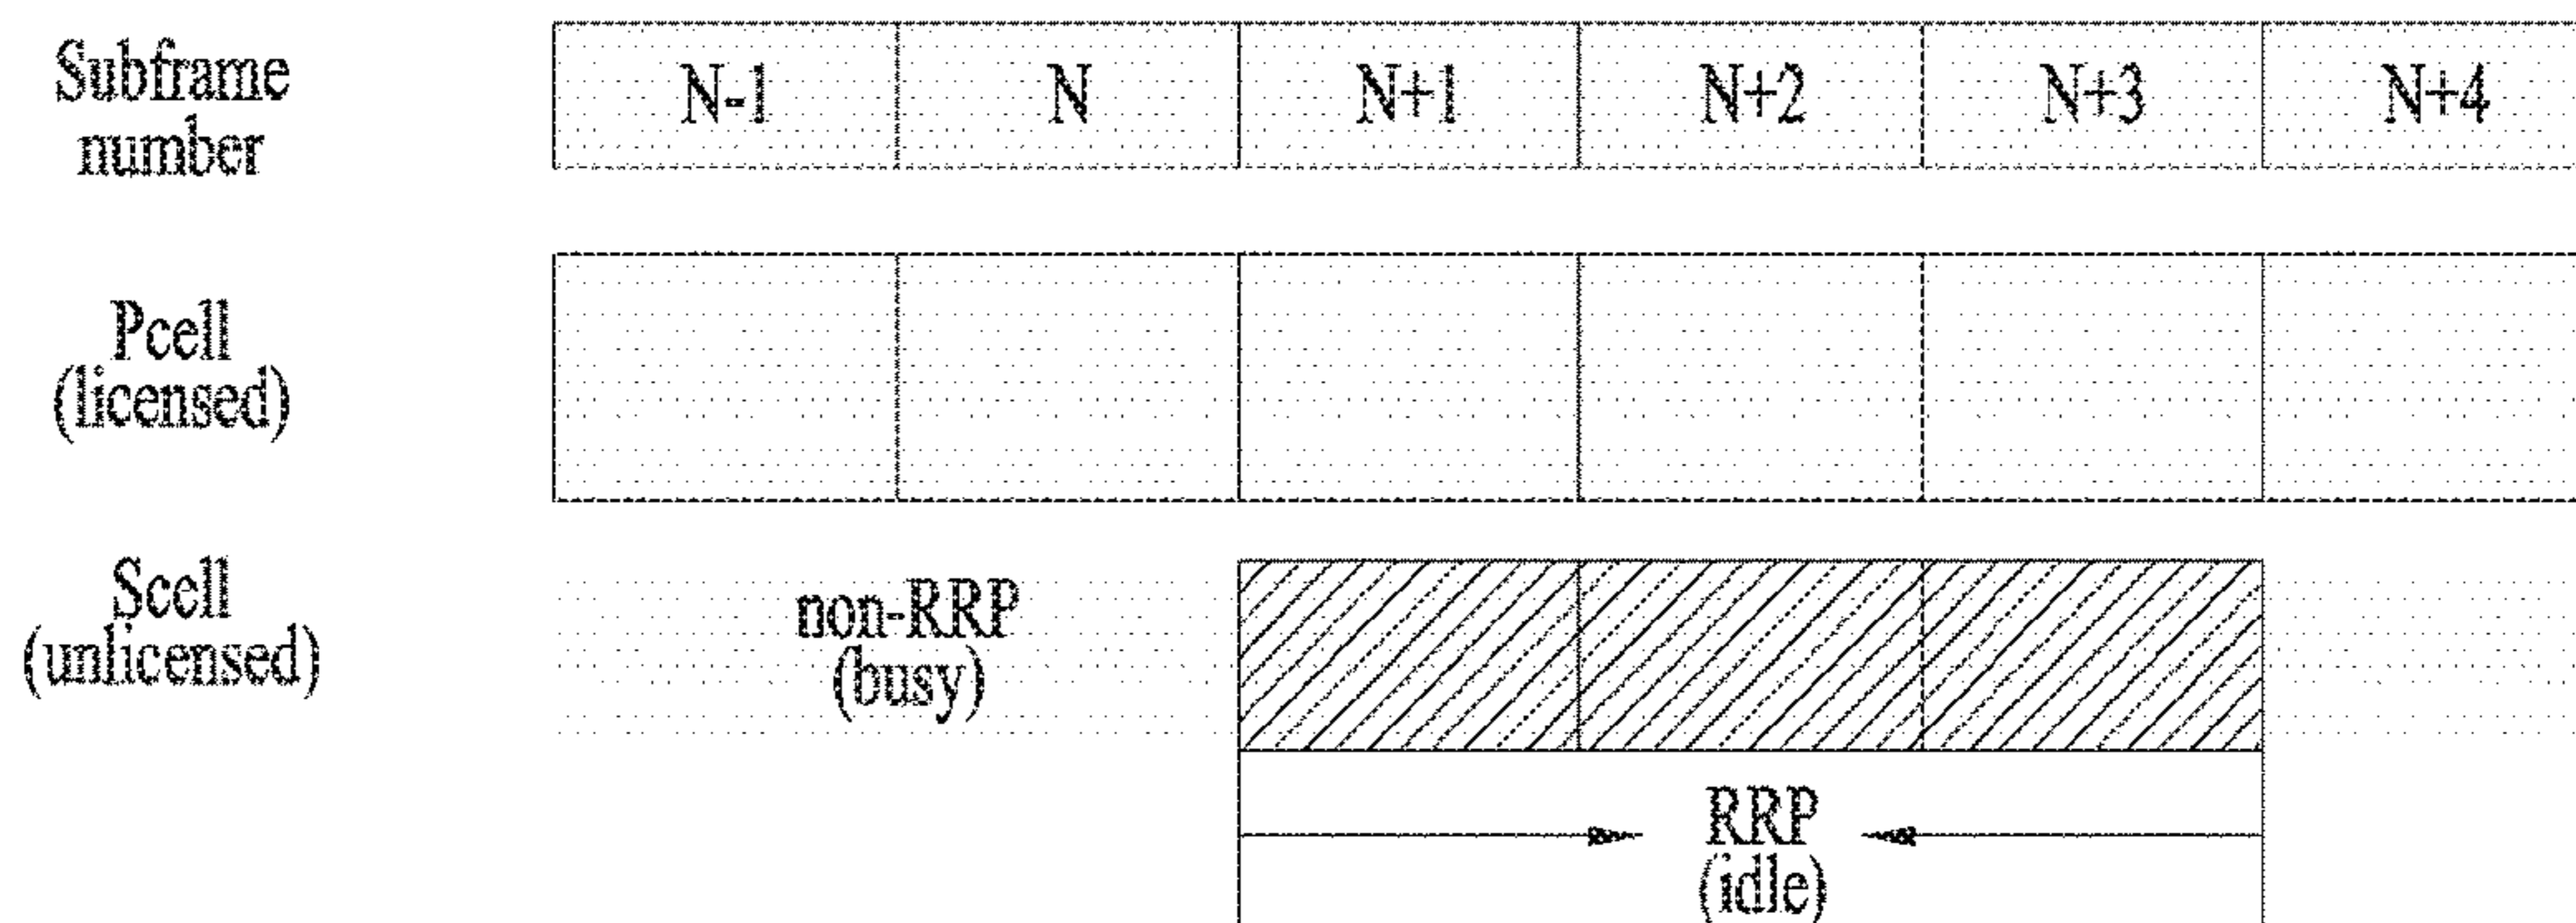 Subframe
number
N-1 N N+1 N+2 N+3 N+4
Pcell
(licensed)
Scell
(unlicensed)
non-RRP
(busy)
RRP
(idle)